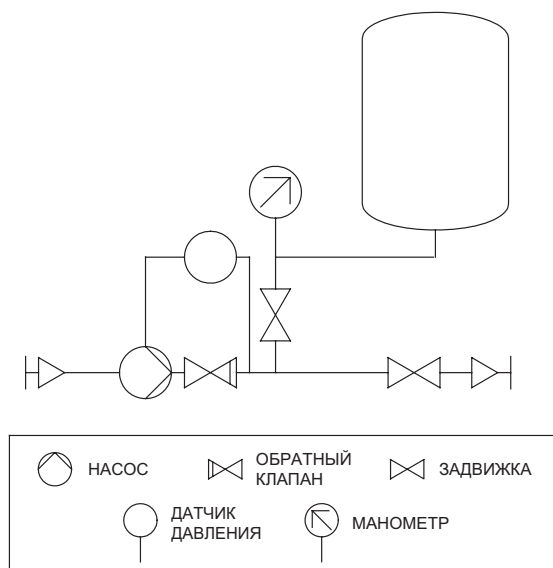 НАСОС
ОБРАТНЫЙ
КЛАПАН
ЗАДВИЖКА
ДАТЧИК
ДАВЛЕНИЯ
МАНОМЕТР